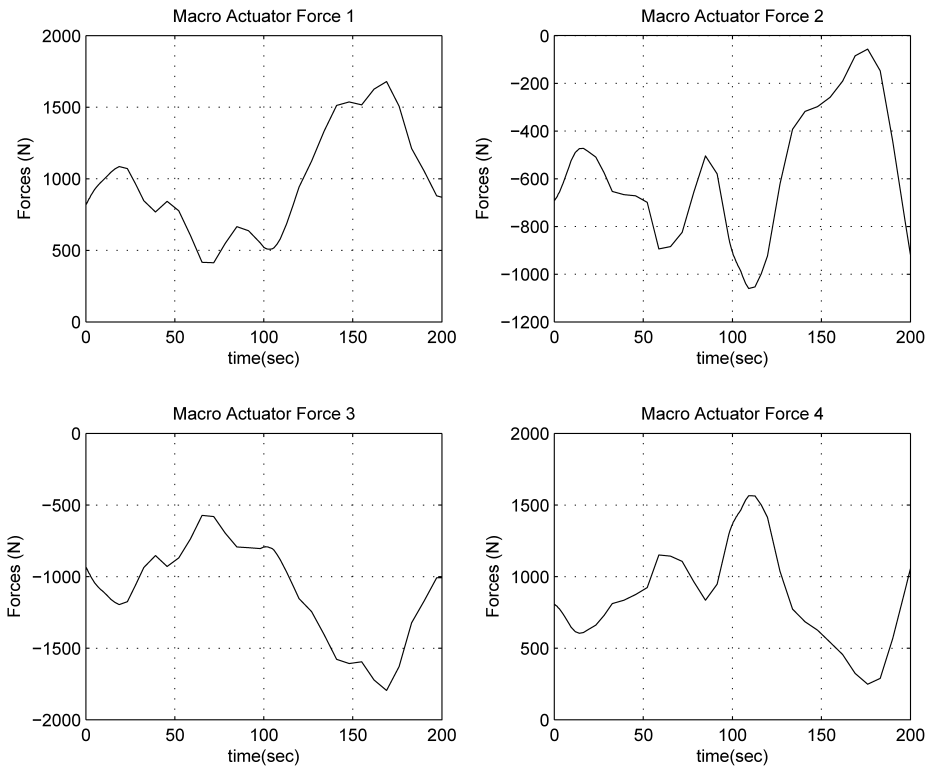 Macro Actuator Force 1
2000
1500
1000
500
0
Forces (N)
0 50 100 150 200
time(sec)
Macro Actuator Force 2
0
−200
−400
−600
−800
−1000
−1200
Forces (N)
0 50 100 150 200
time(sec)
Macro Actuator Force 3
0
−500
−1000
−1500
−2000
Forces (N)
0 50 100 150 200
time(sec)
Macro Actuator Force 4
2000
1500
1000
500
0
Forces (N)
0 50 100 150 200
time(sec)